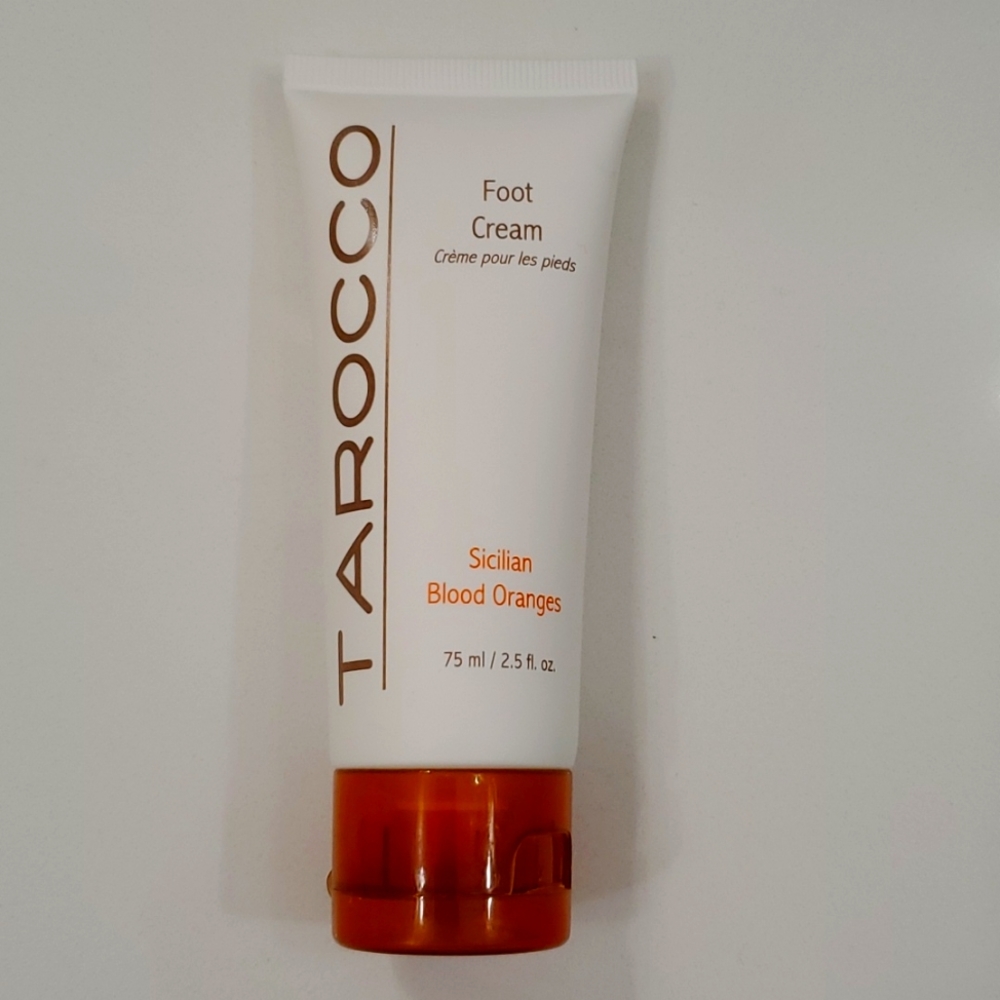 TAROCCO
Foot
Cream
Crème pour les pieds
Sicilian
Blood Oranges
75 ml / 2.5 fl. oz.